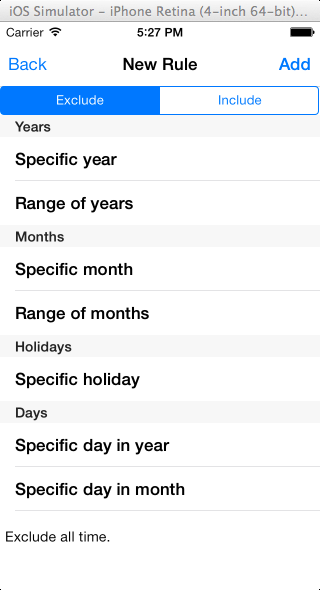 iOS Simulator – iPhone Retina (4-inch 64-bit)...
Carrier 5:27 PM
Back New Rule Add
Exclude Include
Years
Specific year
Range of years
Months
Specific month
Range of months
Holidays
Specific holiday
Days
Specific day in year
Specific day in month
Exclude all time.